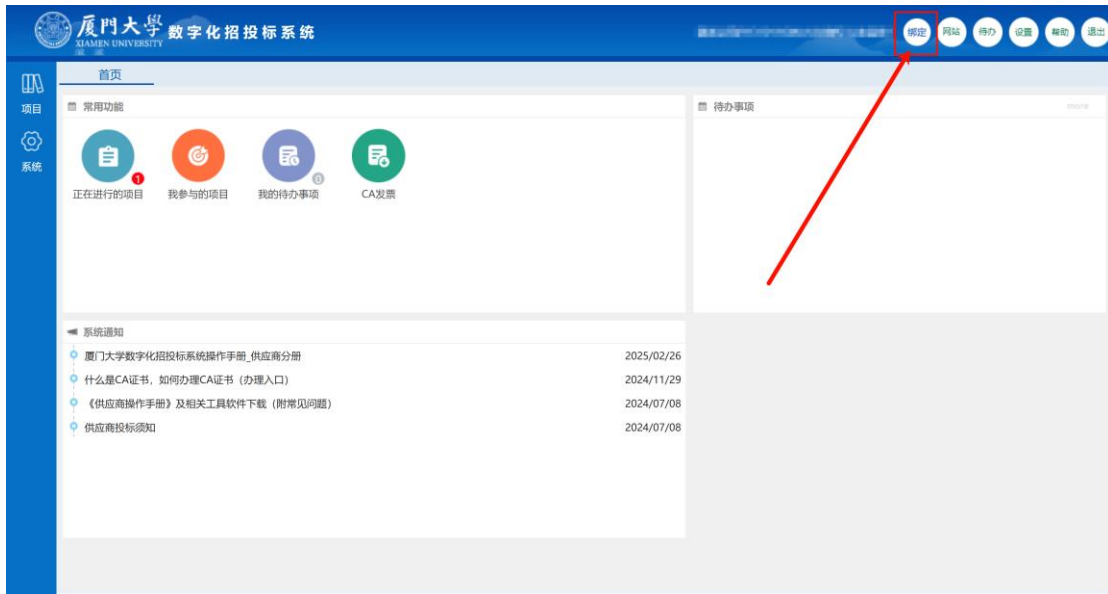 厦門大學 数字化招投标系统
XIAMEN UNIVERSITY
绑定 网站 待办 设置 帮助 退出
首页
项目
系统
常用功能
1
0
正在进行的项目 我参与的项目 我的待办事项 CA发票
待办事项 more
系统通知
厦门大学数字化招投标系统操作手册_供应商分册 2025/02/26
什么是CA证书，如何办理CA证书（办理入口） 2024/11/29
《供应商操作手册》及相关工具软件下载（附常见问题） 2024/07/08
供应商投标须知 2024/07/08